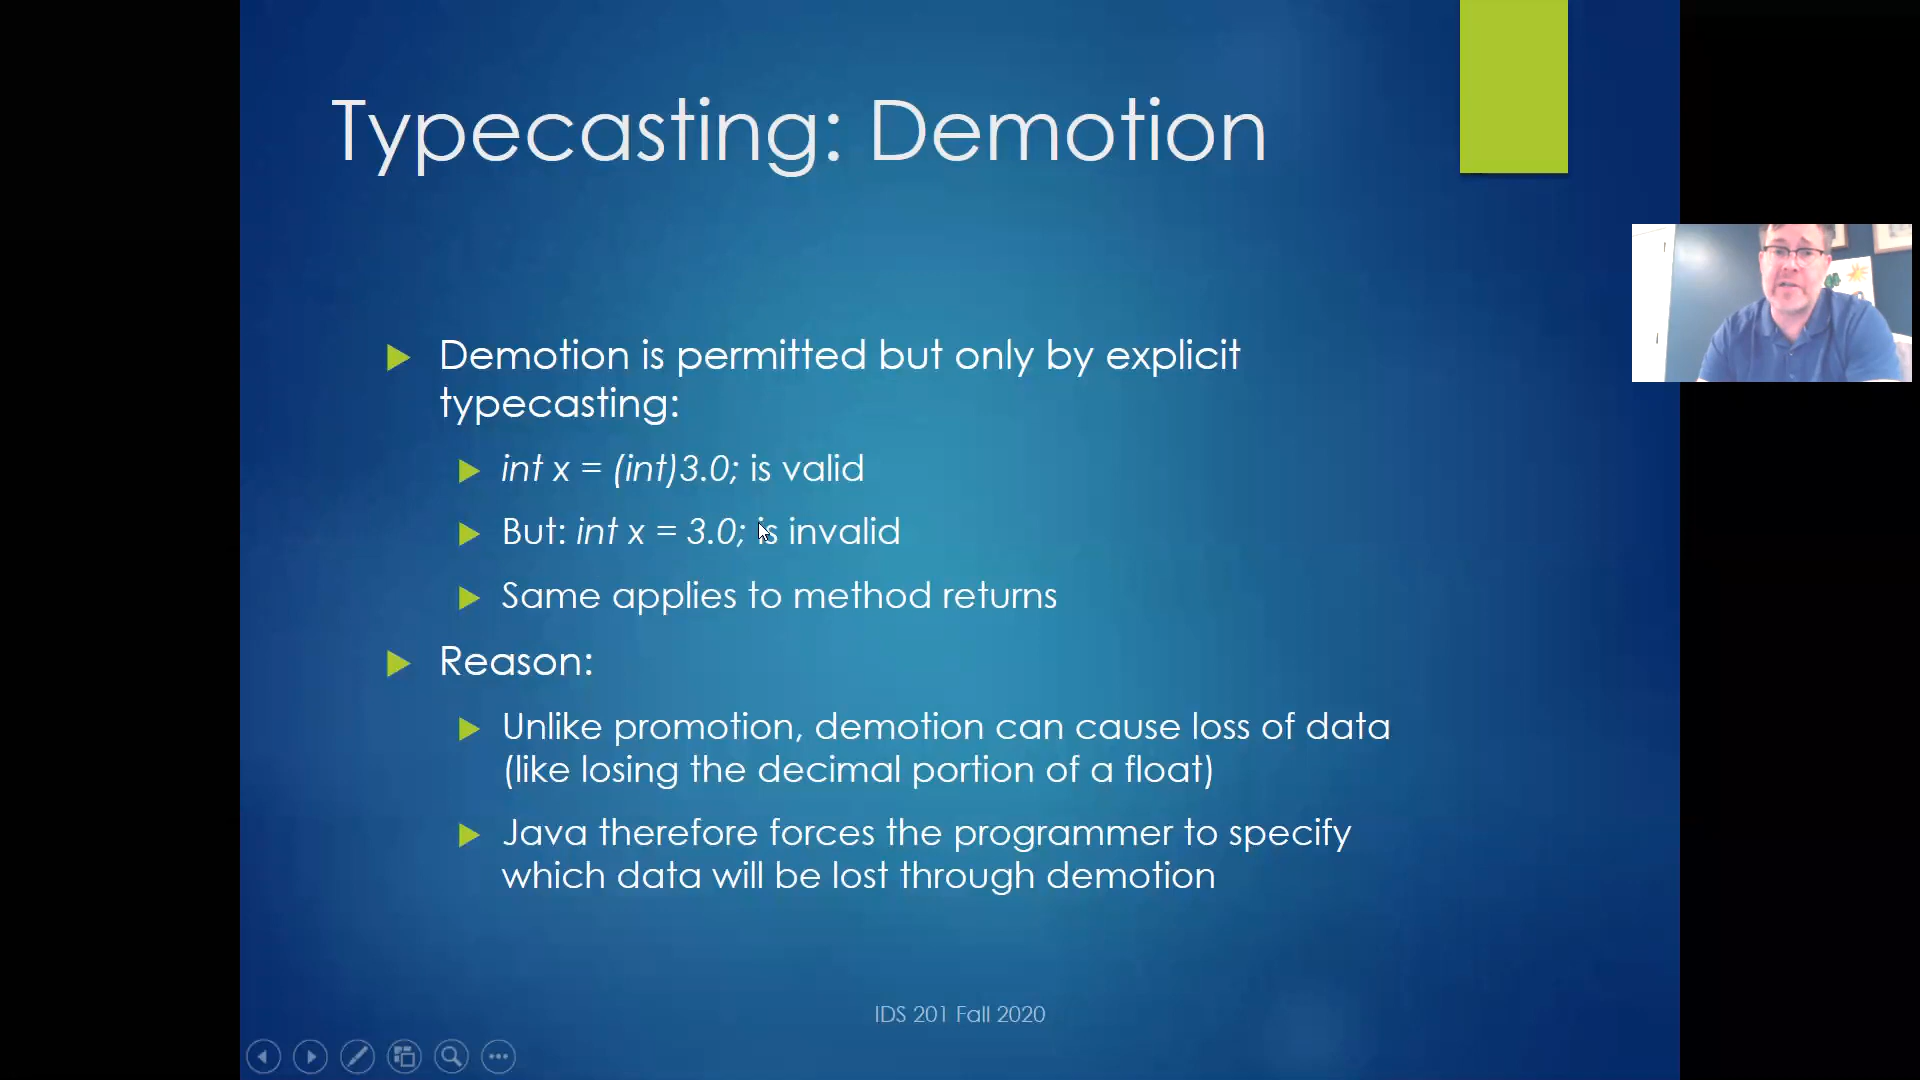 Typecasting: Demotion
Demotion is permitted but only by explicit
typecasting:
int x = (int)3.0; is valid
But: int x = 3.0; is invalid
Same applies to method returns
Reason:
Unlike promotion, demotion can cause loss of data
(like losing the decimal portion of a float)
Java therefore forces the programmer to specify
which data will be lost through demotion
IDS 201 Fall 2020